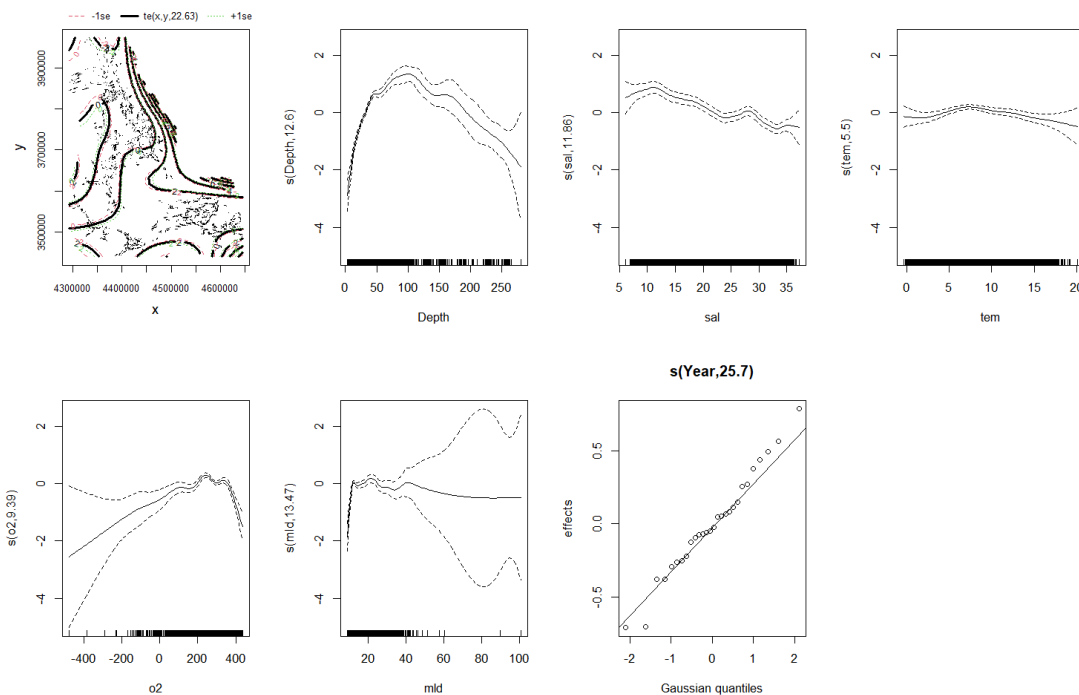 -1se te(x,y,22.63) +1se
y
3500000 3700000 3900000
4300000 4400000 4500000 4600000
x
s(Depth,12.6)
-4 -2 0 2
0 50 100 150 200 250
Depth
s(sal,11.86)
-4 -2 0 2
5 10 15 20 25 30 35
sal
s(tem,5.5)
-4 -2 0 2
0 5 10 15 20
tem
s(o2,9.39)
-4 -2 0 2
-400 -200 0 200 400
o2
s(mld,13.47)
-4 -2 0 2
20 40 60 80 100
mld
s(Year,25.7)
effects
-0.5 0.0 0.5
-2 -1 0 1 2
Gaussian quantiles